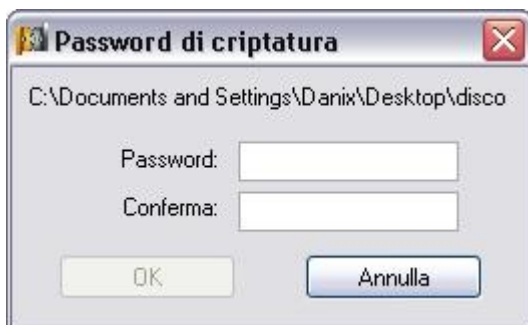 Password di criptatura
C:\Documents and Settings\Danix\Desktop\disco
Password:
Conferma:
OK
Annulla